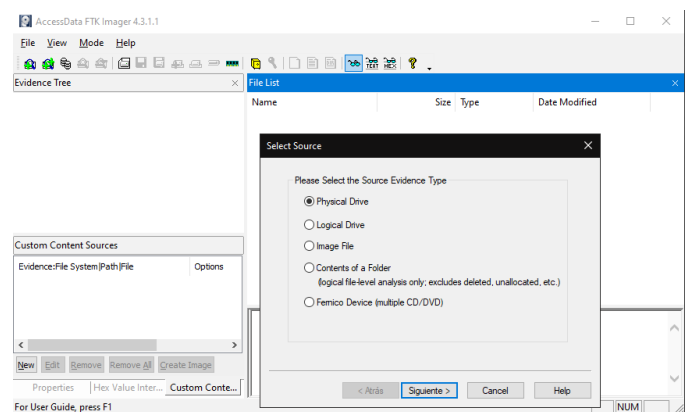 AccessData FTK Imager 4.3.1.1
File View Mode Help
TEXT HEX
Evidence Tree
File List
Name Size Type Date Modified
Select Source
Please Select the Source Evidence Type
Physical Drive
Logical Drive
Image File
Contents of a Folder
(logical file-level analysis only; excludes deleted, unallocated, etc.)
Fernico Device (multiple CD/DVD)
Custom Content Sources
Evidence:File System|Path|File Options
New Edit Remove Remove All Create Image
Properties Hex Value Inter... Custom Conte...
< Atrás Siguiente > Cancel Help
For User Guide, press F1
NUM